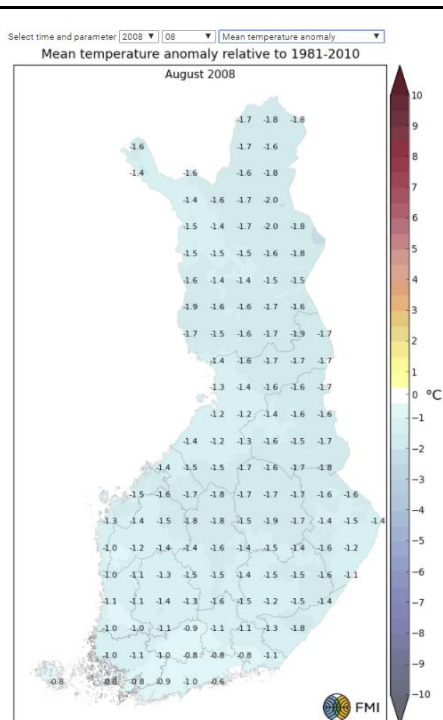 Select time and parameter 2008 ▼ 08 ▼ Mean temperature anomaly ▼
Mean temperature anomaly relative to 1981-2010
August 2008
-1.7 -1.8 -1.8
-1.6 -1.7 -1.6
-1.4 -1.6 -1.6 -1.8
-1.4 -1.6 -1.7 -2.0
-1.5 -1.4 -1.7 -2.0 -1.8
-1.5 -1.5 -1.5 -1.6 -1.8
-1.6 -1.4 -1.4 -1.5 -1.5
-1.9 -1.6 -1.6 -1.7 -1.6
-1.7 -1.5 -1.6 -1.7 -1.9 -1.7
-1.4 -1.6 -1.7 -1.7 -1.7
-1.3 -1.4 -1.6 -1.6 -1.7
-1.2 -1.2 -1.4 -1.6 -1.6
-1.4 -1.2 -1.3 -1.6 -1.5 -1.7
-1.4 -1.5 -1.5 -1.7 -1.6 -1.7 -1.8
-1.5 -1.6 -1.7 -1.8 -1.7 -1.7 -1.7 -1.6 -1.6
-1.3 -1.4 -1.5 -1.8 -1.8 -1.5 -1.9 -1.7 -1.4 -1.5 -1.4
-1.0 -1.2 -1.4 -1.4 -1.6 -1.4 -1.5 -1.4 -1.6 -1.2
-1.0 -1.1 -1.3 -1.5 -1.5 -1.4 -1.5 -1.5 -1.6 -1.1
-1.1 -1.1 -1.4 -1.3 -1.6 -1.5 -1.2 -1.5 -1.4
-1.0 -1.0 -1.1 -0.9 -1.1 -1.1 -1.3 -1.8
-1.0 -1.1 -1.0 -0.8 -0.8 -0.8 -1.1
-0.8 -0.8 -0.8 -0.9 -1.0 -0.6
FMI
10
9
8
7
6
5
4
3
2
1
0 °C
−1
−2
−3
−4
−5
−6
−7
−8
−9
−10